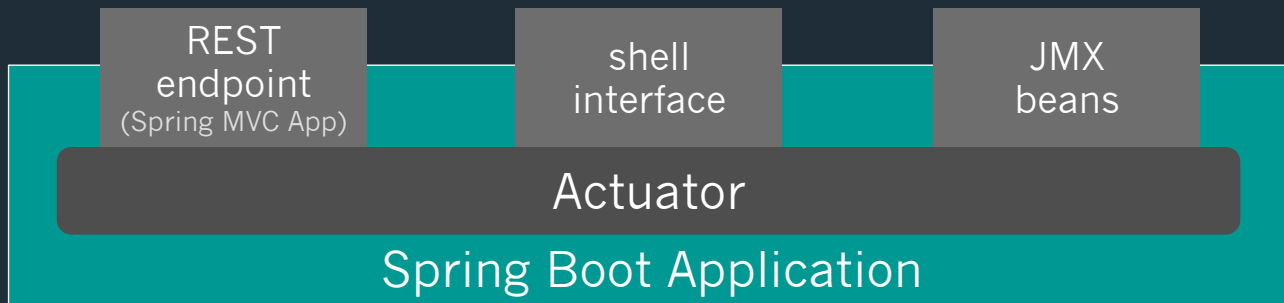 REST
endpoint
(Spring MVC App)
shell
interface
JMX
beans
Actuator
Spring Boot Application